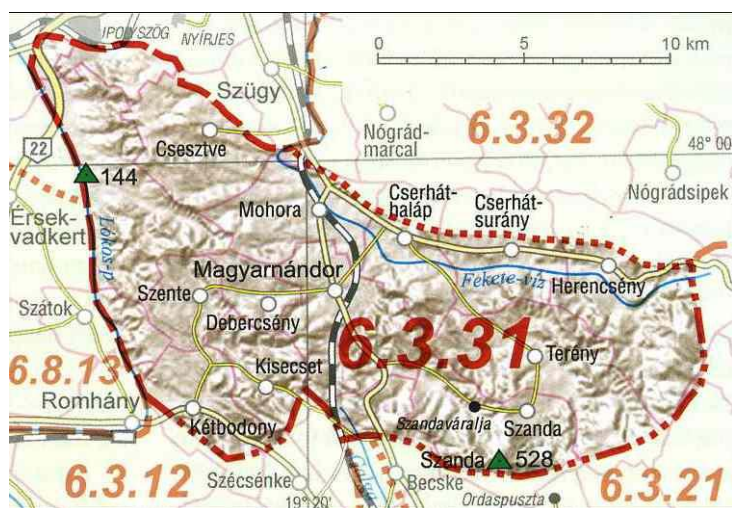 IPOLYSZÖG
NYÍRJES
0 5 10 km
Szügy
Nógrád-
marcal
6.3.32
22
Csesztve
48° 00
144
Cserhát-
haláp
Cserhát-
surány
Nógrádsipek
Érsek-
vadkert
Lókos-p
Mohora
Magyarnándor
Fekete-víz
Herencsény
Szente
Debercsény
Szátok
6.3.31
Terény
6.8.13
Kisecset
Romhány
Kétbodony
Szandaváralja
Szanda
Szanda 528
6.3.12
Szécsénke
19°20'
Galga
Becske
Ordaspuszta
6.3.21